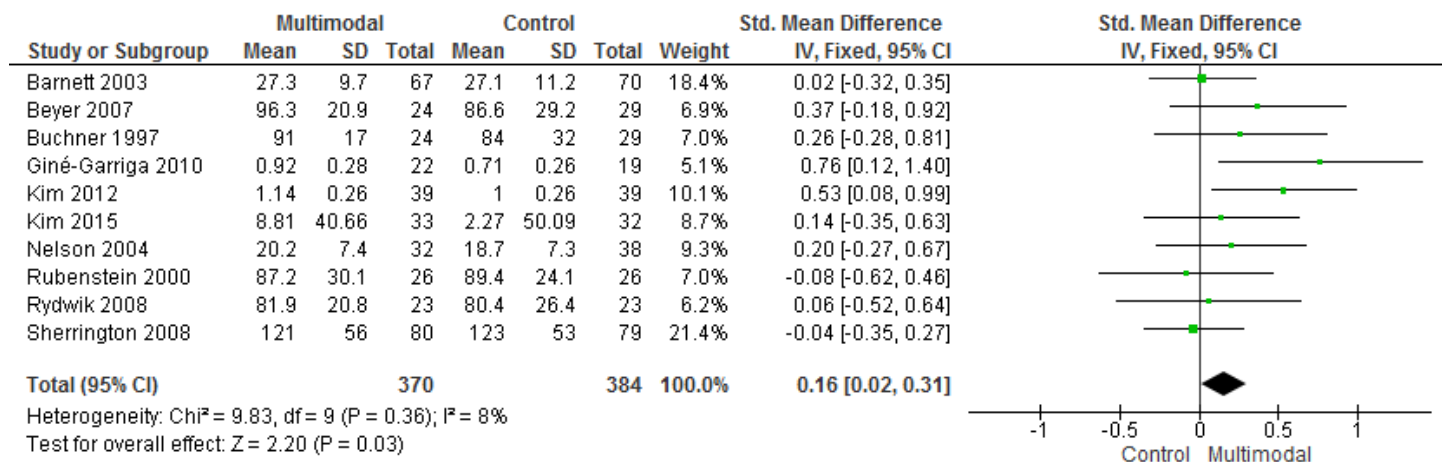 Multimodal Control Std. Mean Difference Std. Mean Difference
Study or Subgroup Mean SD Total Mean SD Total Weight IV, Fixed, 95% CI IV, Fixed, 95% CI
Barnett 2003 27.3 9.7 67 27.1 11.2 70 18.4% 0.02 [-0.32, 0.35]
Beyer 2007 96.3 20.9 24 86.6 29.2 29 6.9% 0.37 [-0.18, 0.92]
Buchner 1997 91 17 24 84 32 29 7.0% 0.26 [-0.28, 0.81]
Giné-Garriga 2010 0.92 0.28 22 0.71 0.26 19 5.1% 0.76 [0.12, 1.40]
Kim 2012 1.14 0.26 39 1 0.26 39 10.1% 0.53 [0.08, 0.99]
Kim 2015 8.81 40.66 33 2.27 50.09 32 8.7% 0.14 [-0.35, 0.63]
Nelson 2004 20.2 7.4 32 18.7 7.3 38 9.3% 0.20 [-0.27, 0.67]
Rubenstein 2000 87.2 30.1 26 89.4 24.1 26 7.0% -0.08 [-0.62, 0.46]
Rydwik 2008 81.9 20.8 23 80.4 26.4 23 6.2% 0.06 [-0.52, 0.64]
Sherrington 2008 121 56 80 123 53 79 21.4% -0.04 [-0.35, 0.27]
Total (95% CI) 370 384 100.0% 0.16 [0.02, 0.31]
Heterogeneity: Chi² = 9.83, df = 9 (P = 0.36); I² = 8%
Test for overall effect: Z = 2.20 (P = 0.03)
-1 -0.5 0 0.5 1
Control Multimodal